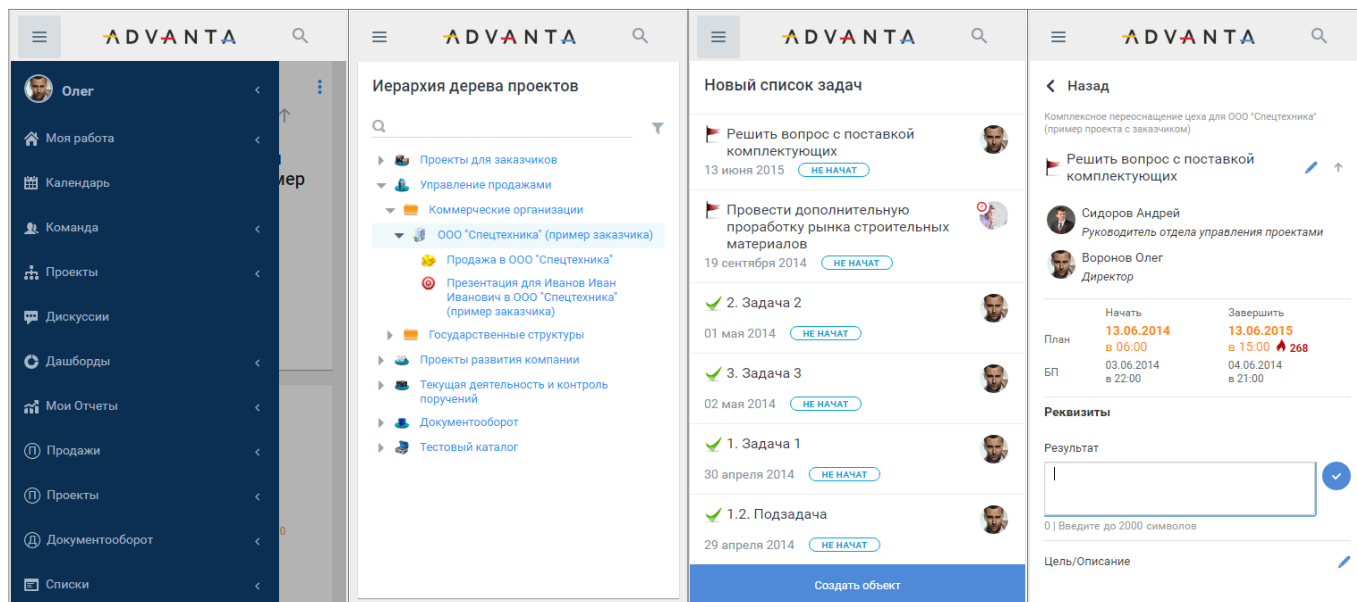 ADVANTA
Олег
Моя работа
Календарь
Команда
Проекты
Дискуссии
Дашборды
Мои Отчеты
П Продажи
П Проекты
Д Документооборот
Списки
мер
0
ADVANTA
Иерархия дерева проектов
Проекты для заказчиков
Управление продажами
Коммерческие организации
ООО "Спецтехника" (пример заказчика)
Продажа в ООО "Спецтехника"
Презентация для Иванов Иван
Иванович в ООО "Спецтехника"
(пример заказчика)
Государственные структуры
Проекты развития компании
Текущая деятельность и контроль
поручений
Документооборот
Тестовый каталог
ADVANTA
Новый список задач
Решить вопрос с поставкой
комплектующих
13 июня 2015 НЕ НАЧАТ
Провести дополнительную
проработку рынка строительных
материалов
19 сентября 2014 НЕ НАЧАТ
2. Задача 2
01 мая 2014 НЕ НАЧАТ
3. Задача 3
02 мая 2014 НЕ НАЧАТ
1. Задача 1
30 апреля 2014 НЕ НАЧАТ
1.2. Подзадача
29 апреля 2014 НЕ НАЧАТ
Создать объект
ADVANTA
Назад
Комплексное переоснащение цеха для ООО "Спецтехника"
(пример проекта с заказчиком)
Решить вопрос с поставкой
комплектующих
Сидоров Андрей
Руководитель отдела управления проектами
Воронов Олег
Директор
Начать Завершить
План 13.06.2014 13.06.2015
в 06:00 в 15:00 268
БП 03.06.2014 04.06.2014
в 22:00 в 21:00
Реквизиты
Результат
0 | Введите до 2000 символов
Цель/Описание